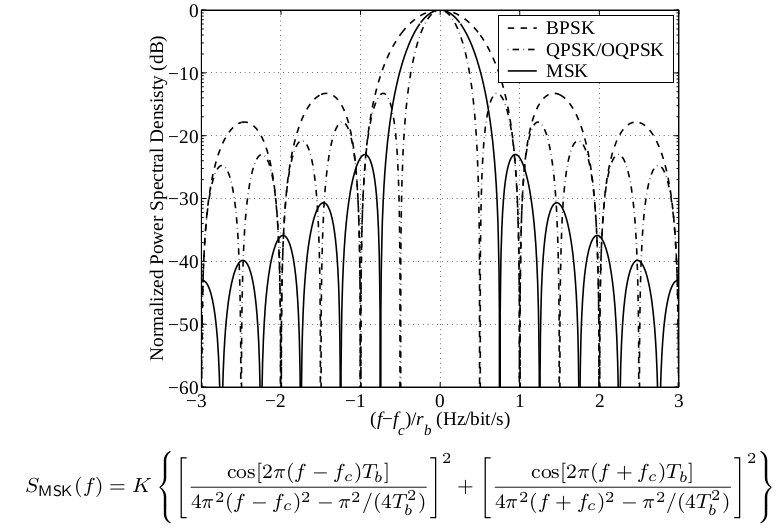 Normalized Power Spectral Densisty (dB)
0
−10
−20
−30
−40
−50
−60
BPSK
QPSK/OQPSK
MSK
−3 −2 −1 0 1 2 3
(f−f_c)/r_b (Hz/bit/s)
S_MSK(f) = K { [ cos[2π(f − f_c)T_b] / 4π²(f − f_c)² − π²/(4T_b²) ]² + [ cos[2π(f + f_c)T_b] / 4π²(f + f_c)² − π²/(4T_b²) ]² }